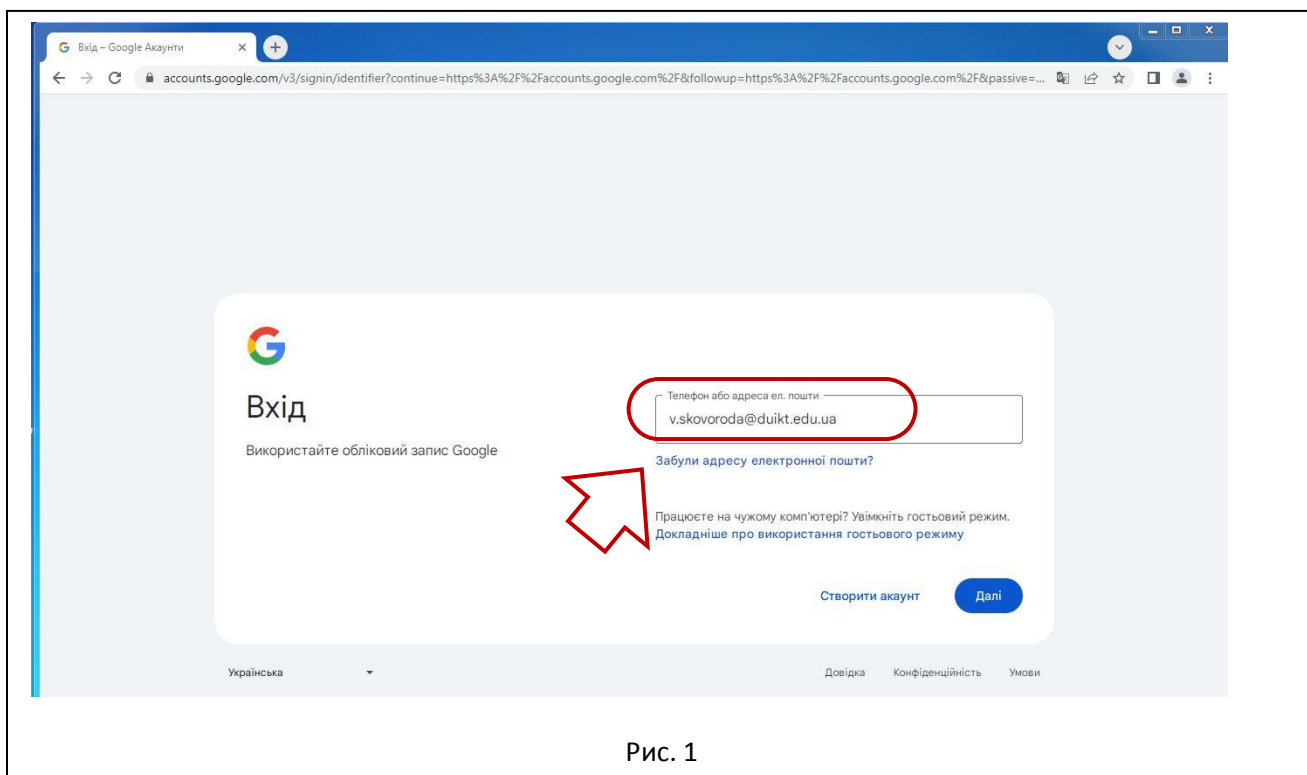 Вхід – Google Акаунти
accounts.google.com/v3/signin/identifier?continue=https%3A%2F%2Faccounts.google.com%2F&followup=https%3A%2F%2Faccounts.google.com%2F&passive=...
Вхід
Використайте обліковий запис Google
Телефон або адреса ел. пошти
v.skovoroda@duikt.edu.ua
Забули адресу електронної пошти?
Працюєте на чужому комп'ютері? Увімкніть гостьовий режим.
Докладніше про використання гостьового режиму
Створити акаунт Далі
Українська Довідка Конфіденційність Умови
Рис. 1